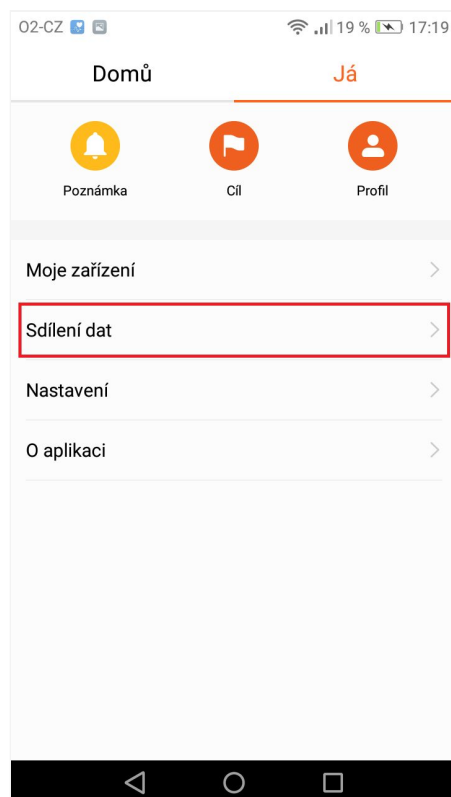 O2-CZ 19 % 17:19
Domů Já
Poznámka Cíl Profil
Moje zařízení
Sdílení dat
Nastavení
O aplikaci